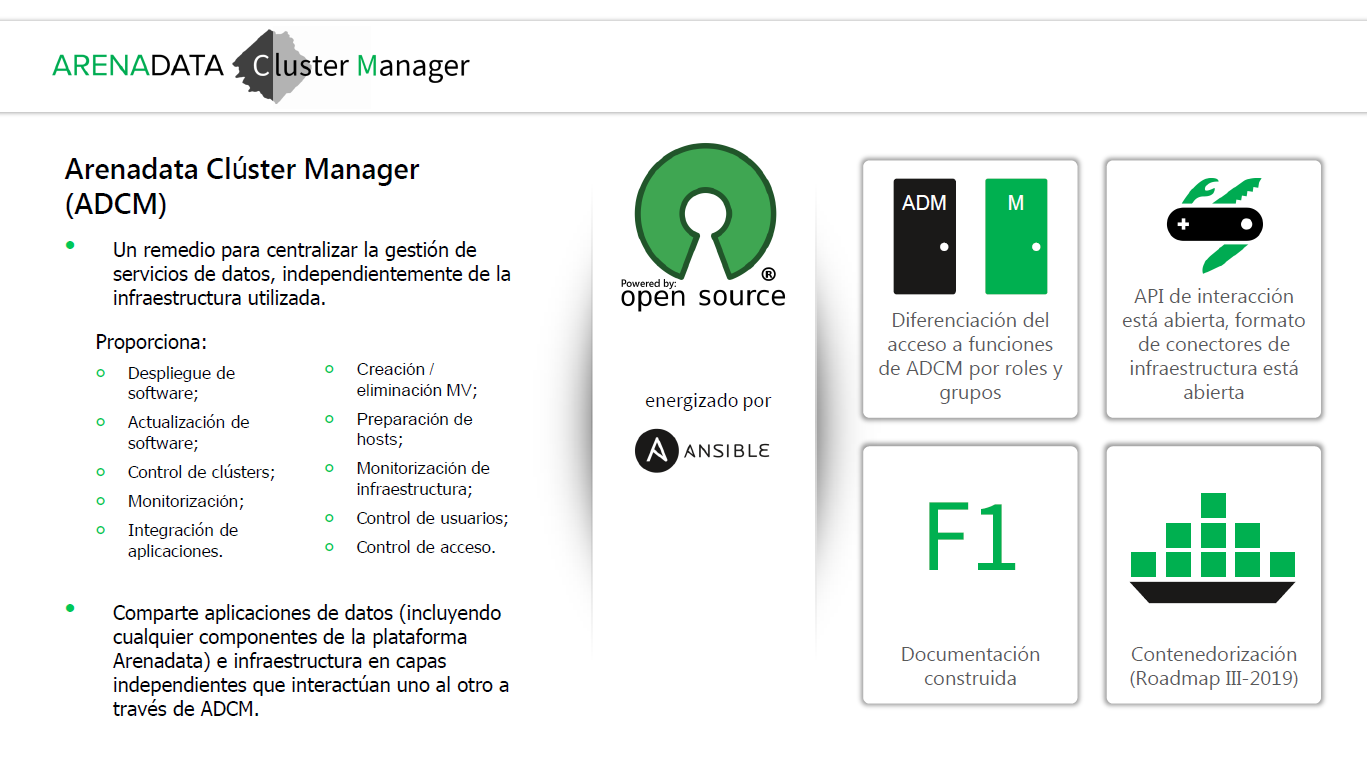 ARENADATA Cluster Manager
Arenadata Clúster Manager
(ADCM)
Un remedio para centralizar la gestión de
servicios de datos, independientemente de la
infraestructura utilizada.
Proporciona:
Despliegue de
software;
Actualización de
software;
Control de clústers;
Monitorización;
Integración de
aplicaciones.
Creación /
eliminación MV;
Preparación de
hosts;
Monitorización de
infraestructura;
Control de usuarios;
Control de acceso.
Comparte aplicaciones de datos (incluyendo
cualquier componentes de la plataforma
Arenadata) e infraestructura en capas
independientes que interactúan uno al otro a
través de ADCM.
®
Powered by:
open source
energizado por
A ANSIBLE
ADM
M
Diferenciación del
acceso a funciones
de ADCM por roles y
grupos
API de interacción
está abierta, formato
de conectores de
infraestructura está
abierta
F1
Documentación
construida
Contenedorización
(Roadmap III-2019)